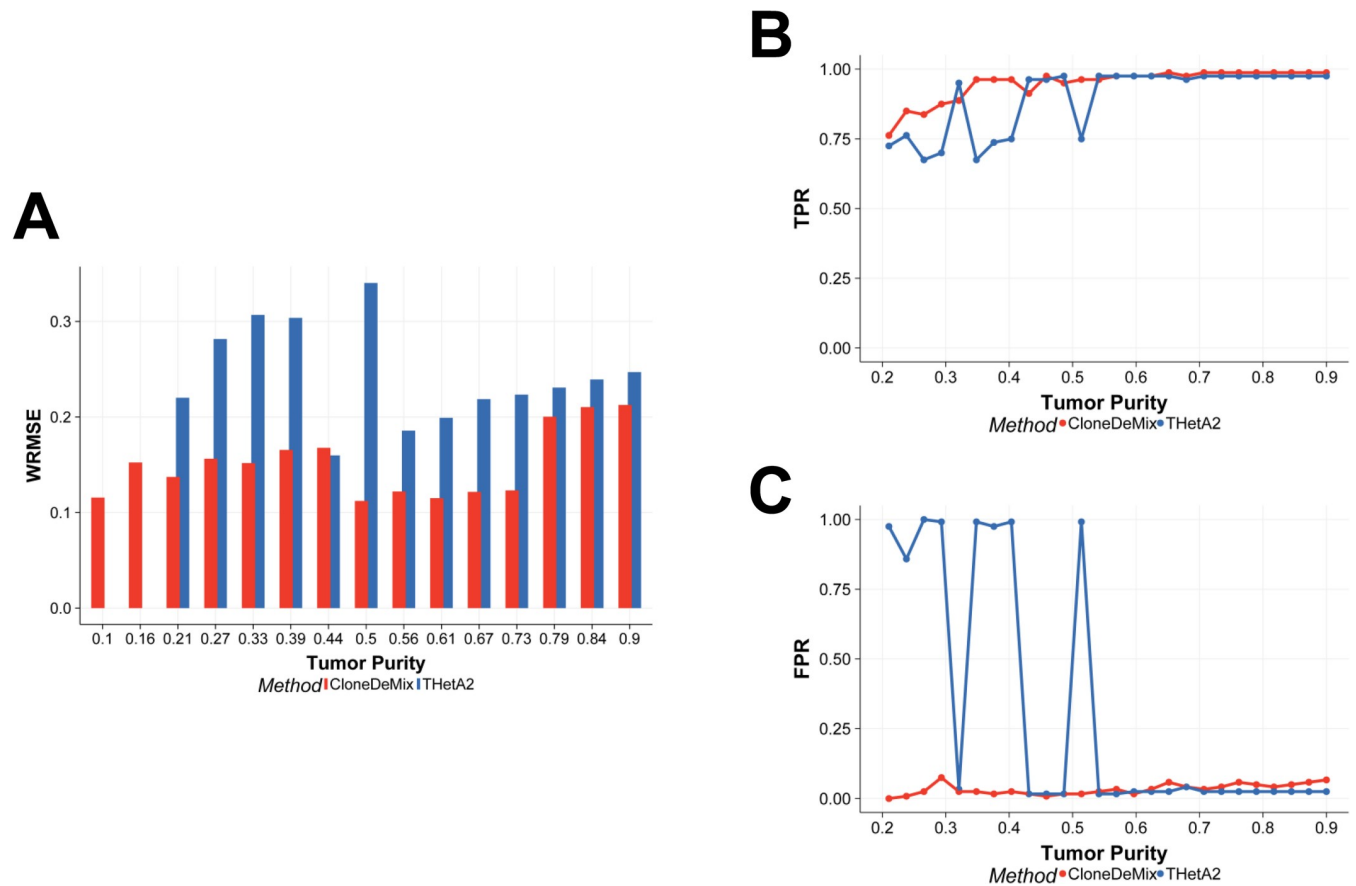 A
0.3
0.2
0.1
0.0
WRMSE
0.1 0.16 0.21 0.27 0.33 0.39 0.44 0.5 0.56 0.61 0.67 0.73 0.79 0.84 0.9
Tumor Purity
Method CloneDeMix THetA2
B
1.00
0.75
0.50
0.25
0.00
TPR
0.2 0.3 0.4 0.5 0.6 0.7 0.8 0.9
Tumor Purity
Method CloneDeMix THetA2
C
1.00
0.75
0.50
0.25
0.00
FPR
0.2 0.3 0.4 0.5 0.6 0.7 0.8 0.9
Tumor Purity
Method CloneDeMix THetA2